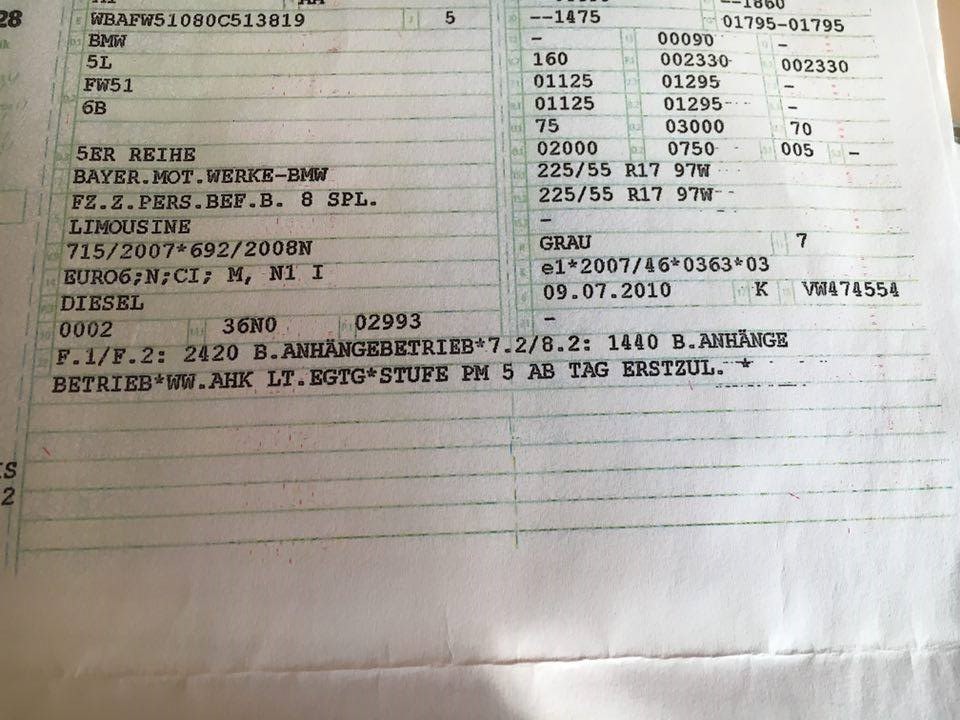 28
WBAFW51080C513819 5
BMW
5L
FW51
6B
5ER REIHE
BAYER.MOT.WERKE-BMW
FZ.Z.PERS.BEF.B. 8 SPL.
LIMOUSINE
715/2007*692/2008N
EURO6;N;CI; M, N1 I
DIESEL
0002 36N0 02993
--1860
--1475 01795-01795
- 00090 -
160 002330 002330
01125 01295 -
01125 01295 -
75 03000 70
02000 0750 005 -
225/55 R17 97W
225/55 R17 97W
-
GRAU 7
e1*2007/46*0363*03
09.07.2010 K VW474554
-
F.1/F.2: 2420 B.ANHÄNGEBETRIEB*7.2/8.2: 1440 B.ANHÄNGE
BETRIEB*WW.AHK LT.EGTG*STUFE PM 5 AB TAG ERSTZUL. *
2